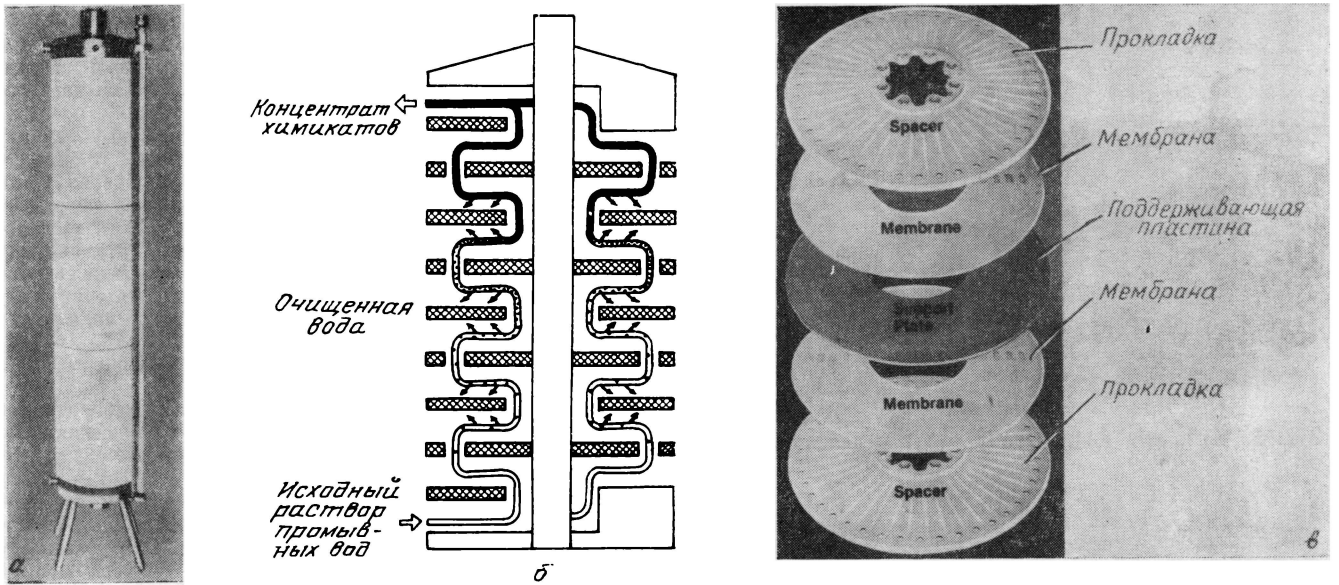 а
Концентрат
химикатов
Очищенная
вода
Исходный
раствор
промыв-
ных вод
б
Прокладка
Spacer
Мембрана
Membrane
Поддерживающая
пластина
Support
Plate
Мембрана
Membrane
Прокладка
Spacer
в